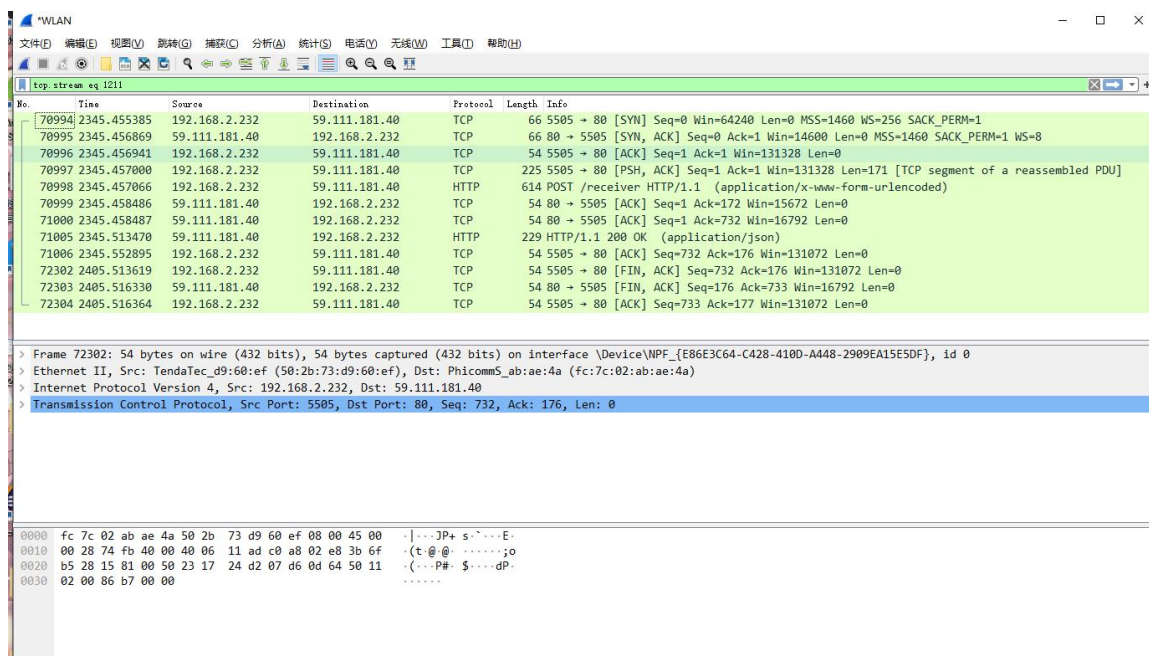 *WLAN
文件(F) 编辑(E) 视图(V) 跳转(G) 捕获(C) 分析(A) 统计(S) 电话(Y) 无线(W) 工具(T) 帮助(H)
tcp.stream eq 1211
No. Time Source Destination Protocol Length Info
70994 2345.455385 192.168.2.232 59.111.181.40 TCP 66 5505 → 80 [SYN] Seq=0 Win=64240 Len=0 MSS=1460 WS=256 SACK_PERM=1
70995 2345.456869 59.111.181.40 192.168.2.232 TCP 66 80 → 5505 [SYN, ACK] Seq=0 Ack=1 Win=14600 Len=0 MSS=1460 SACK_PERM=1 WS=8
70996 2345.456941 192.168.2.232 59.111.181.40 TCP 54 5505 → 80 [ACK] Seq=1 Ack=1 Win=131328 Len=0
70997 2345.457000 192.168.2.232 59.111.181.40 TCP 225 5505 → 80 [PSH, ACK] Seq=1 Ack=1 Win=131328 Len=171 [TCP segment of a reassembled PDU]
70998 2345.457066 192.168.2.232 59.111.181.40 HTTP 614 POST /receiver HTTP/1.1 (application/x-www-form-urlencoded)
70999 2345.458486 59.111.181.40 192.168.2.232 TCP 54 80 → 5505 [ACK] Seq=1 Ack=172 Win=15672 Len=0
71000 2345.458487 59.111.181.40 192.168.2.232 TCP 54 80 → 5505 [ACK] Seq=1 Ack=732 Win=16792 Len=0
71005 2345.513470 59.111.181.40 192.168.2.232 HTTP 229 HTTP/1.1 200 OK (application/json)
71006 2345.552895 192.168.2.232 59.111.181.40 TCP 54 5505 → 80 [ACK] Seq=732 Ack=176 Win=131072 Len=0
72302 2405.513619 192.168.2.232 59.111.181.40 TCP 54 5505 → 80 [FIN, ACK] Seq=732 Ack=176 Win=131072 Len=0
72303 2405.516330 59.111.181.40 192.168.2.232 TCP 54 80 → 5505 [FIN, ACK] Seq=176 Ack=733 Win=16792 Len=0
72304 2405.516364 192.168.2.232 59.111.181.40 TCP 54 5505 → 80 [ACK] Seq=733 Ack=177 Win=131072 Len=0
Frame 72302: 54 bytes on wire (432 bits), 54 bytes captured (432 bits) on interface \Device\NPF_{E86E3C64-C428-410D-A448-2909EA15E5DF}, id 0
Ethernet II, Src: TendaTec_d9:60:ef (50:2b:73:d9:60:ef), Dst: PhicommS_ab:ae:4a (fc:7c:02:ab:ae:4a)
Internet Protocol Version 4, Src: 192.168.2.232, Dst: 59.111.181.40
Transmission Control Protocol, Src Port: 5505, Dst Port: 80, Seq: 732, Ack: 176, Len: 0
0000 fc 7c 02 ab ae 4a 50 2b 73 d9 60 ef 08 00 45 00 ·|···JP+ s·`···E·
0010 00 28 74 fb 40 00 40 06 11 ad c0 a8 02 e8 3b 6f ·(t·@·@· ······;o
0020 b5 28 15 81 00 50 23 17 24 d2 07 d6 0d 64 50 11 ·(···P#· $····dP·
0030 02 00 86 b7 00 00 ······